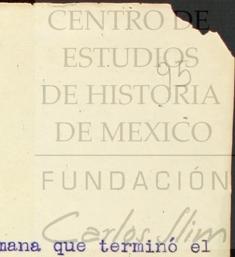 CENTRO DE
ESTUDIOS
95
DE HISTORIA
DE MEXICO
FUNDACIÓN
Carlos Slim
mana que terminó el